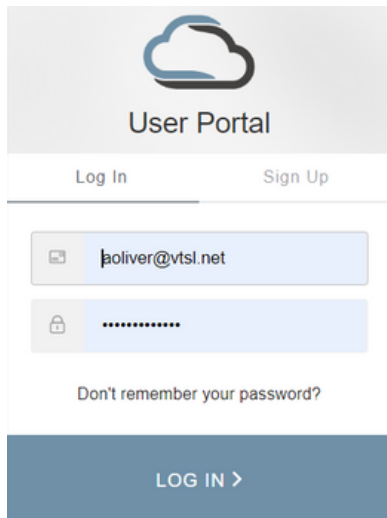 User Portal
Log In Sign Up
aoliver@vtsl.net
•••••••••••••
Don't remember your password?
LOG IN >